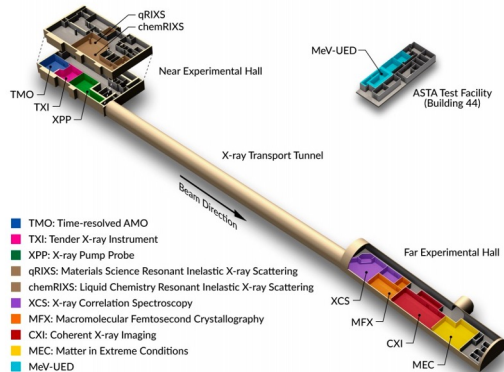 qRIXS
chemRIXS
Near Experimental Hall
TMO
TXI
XPP
MeV-UED
ASTA Test Facility
(Building 44)
X-ray Transport Tunnel
Beam Direction
Far Experimental Hall
XCS
MFX
CXI
MEC
TMO: Time-resolved AMO
TXI: Tender X-ray Instrument
XPP: X-ray Pump Probe
qRIXS: Materials Science Resonant Inelastic X-ray Scattering
chemRIXS: Liquid Chemistry Resonant Inelastic X-ray Scattering
XCS: X-ray Correlation Spectroscopy
MFX: Macromolecular Femtosecond Crystallography
CXI: Coherent X-ray Imaging
MEC: Matter in Extreme Conditions
MeV-UED